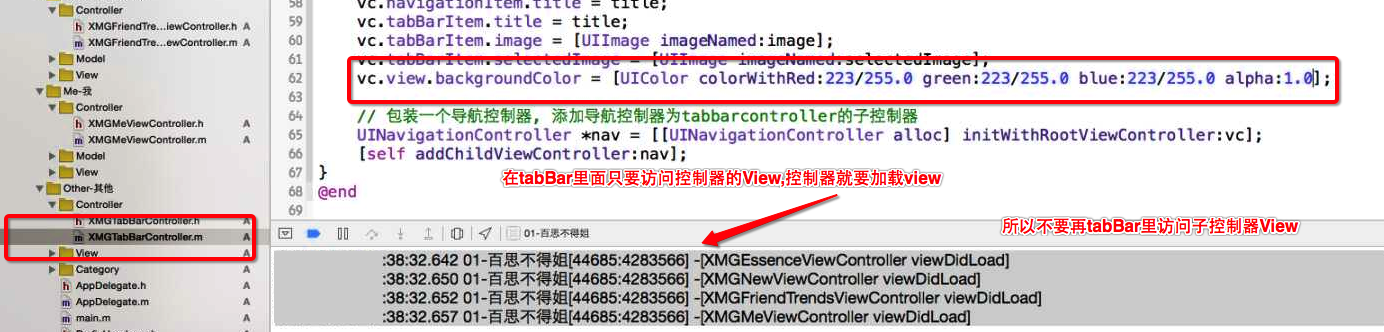 Controller
XMGFriendTre...iewController.h A
XMGFriendTre...ewController.m A
Model
View
Me-我
Controller
XMGMeViewController.h A
XMGMeViewController.m A
Model
View
Other-其他
Controller
XMGTabBarController.h A
XMGTabBarController.m A
View
Category
AppDelegate.h A
AppDelegate.m A
main.m A
58 vc.navigationItem.title = title;
59 vc.tabBarItem.title = title;
60 vc.tabBarItem.image = [UIImage imageNamed:image];
61 vc.tabBarItem.selectedImage = [UIImage imageNamed:selectedImage];
62 vc.view.backgroundColor = [UIColor colorWithRed:223/255.0 green:223/255.0 blue:223/255.0 alpha:1.0];
63
64 // 包装一个导航控制器, 添加导航控制器为tabbarcontroller的子控制器
65 UINavigationController *nav = [[UINavigationController alloc] initWithRootViewController:vc];
66 [self addChildViewController:nav];
67 }
68 @end
69
在tabBar里面只要访问控制器的View,控制器就要加载view
所以不要再tabBar里访问子控制器View
01-百思不得姐
:38:32.642 01-百思不得姐[44685:4283566] -[XMGEssenceViewController viewDidLoad]
:38:32.650 01-百思不得姐[44685:4283566] -[XMGNewViewController viewDidLoad]
:38:32.652 01-百思不得姐[44685:4283566] -[XMGFriendTrendsViewController viewDidLoad]
:38:32.657 01-百思不得姐[44685:4283566] -[XMGMeViewController viewDidLoad]